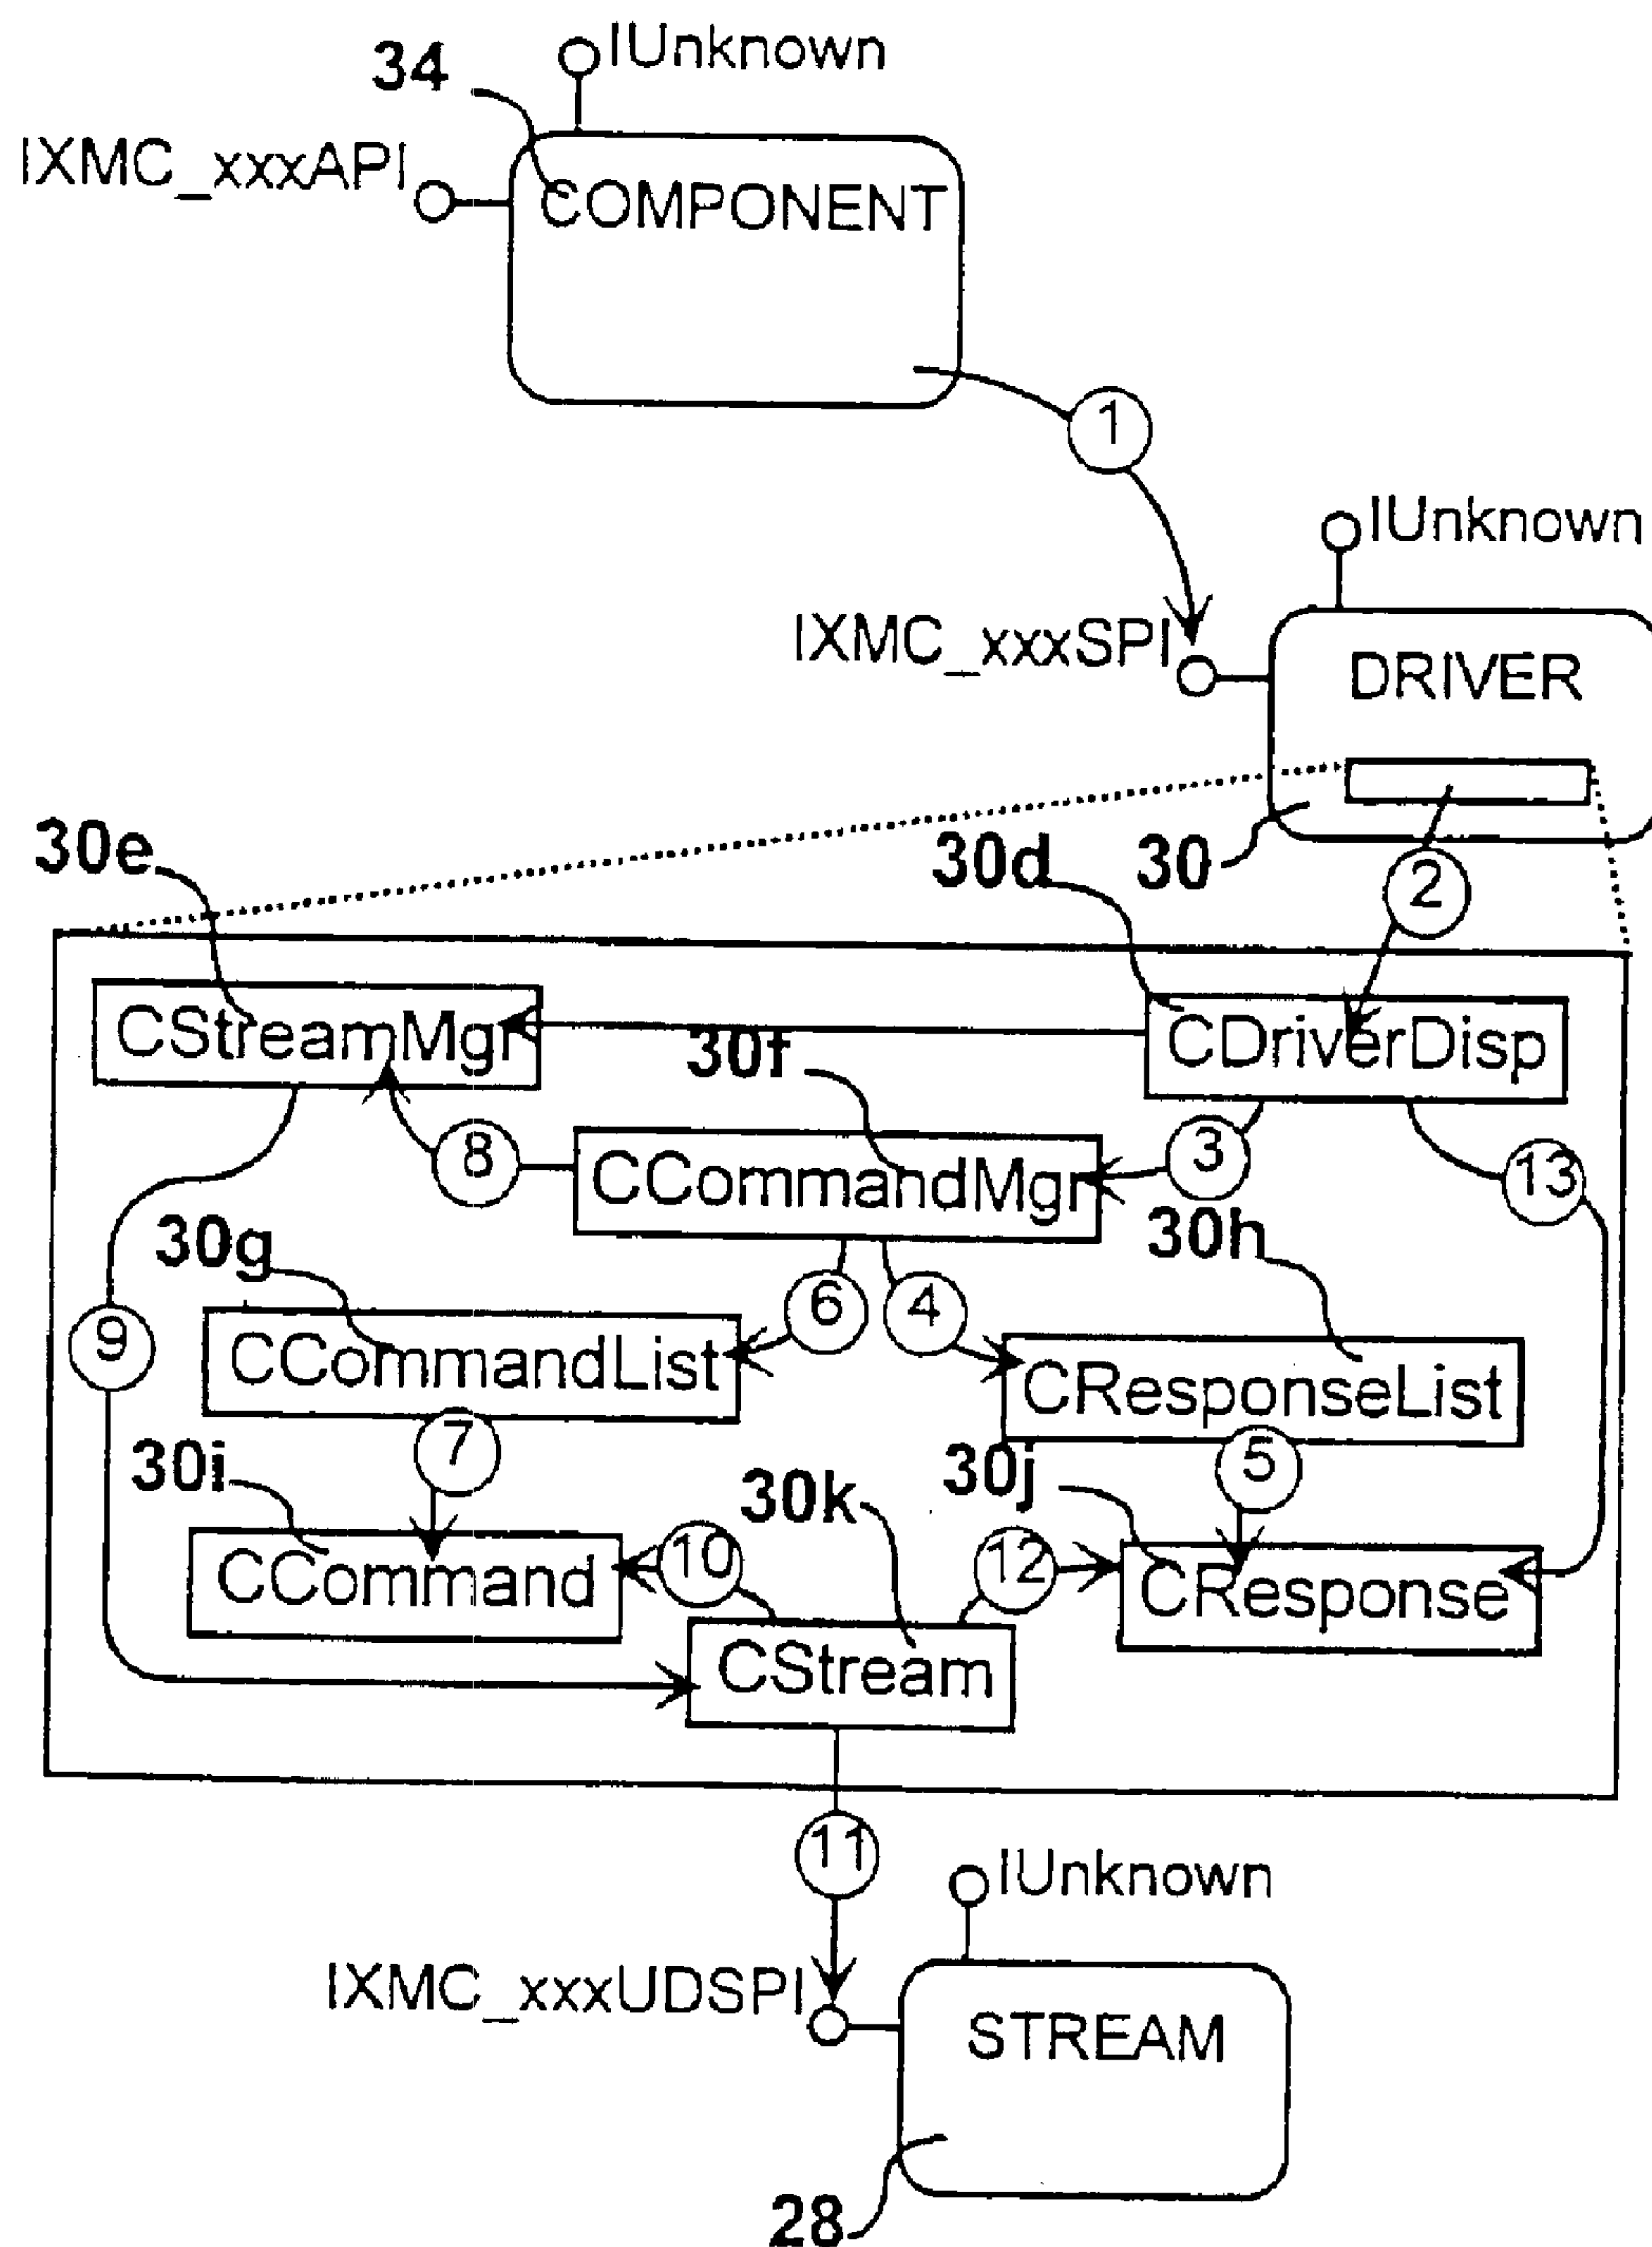 34
IUnknown
IXMC_xxxAPI
COMPONENT
1
IUnknown
IXMC_xxxSPI
DRIVER
30e
30d
30
2
CStreamMgr
30f
CDriverDisp
8
CCommandMgr
3
13
30g
30h
9
6
4
CCommandList
CResponseList
7
5
30i
30k
30j
CCommand
10
12
CResponse
CStream
11
IUnknown
IXMC_xxxUDSPI
STREAM
28